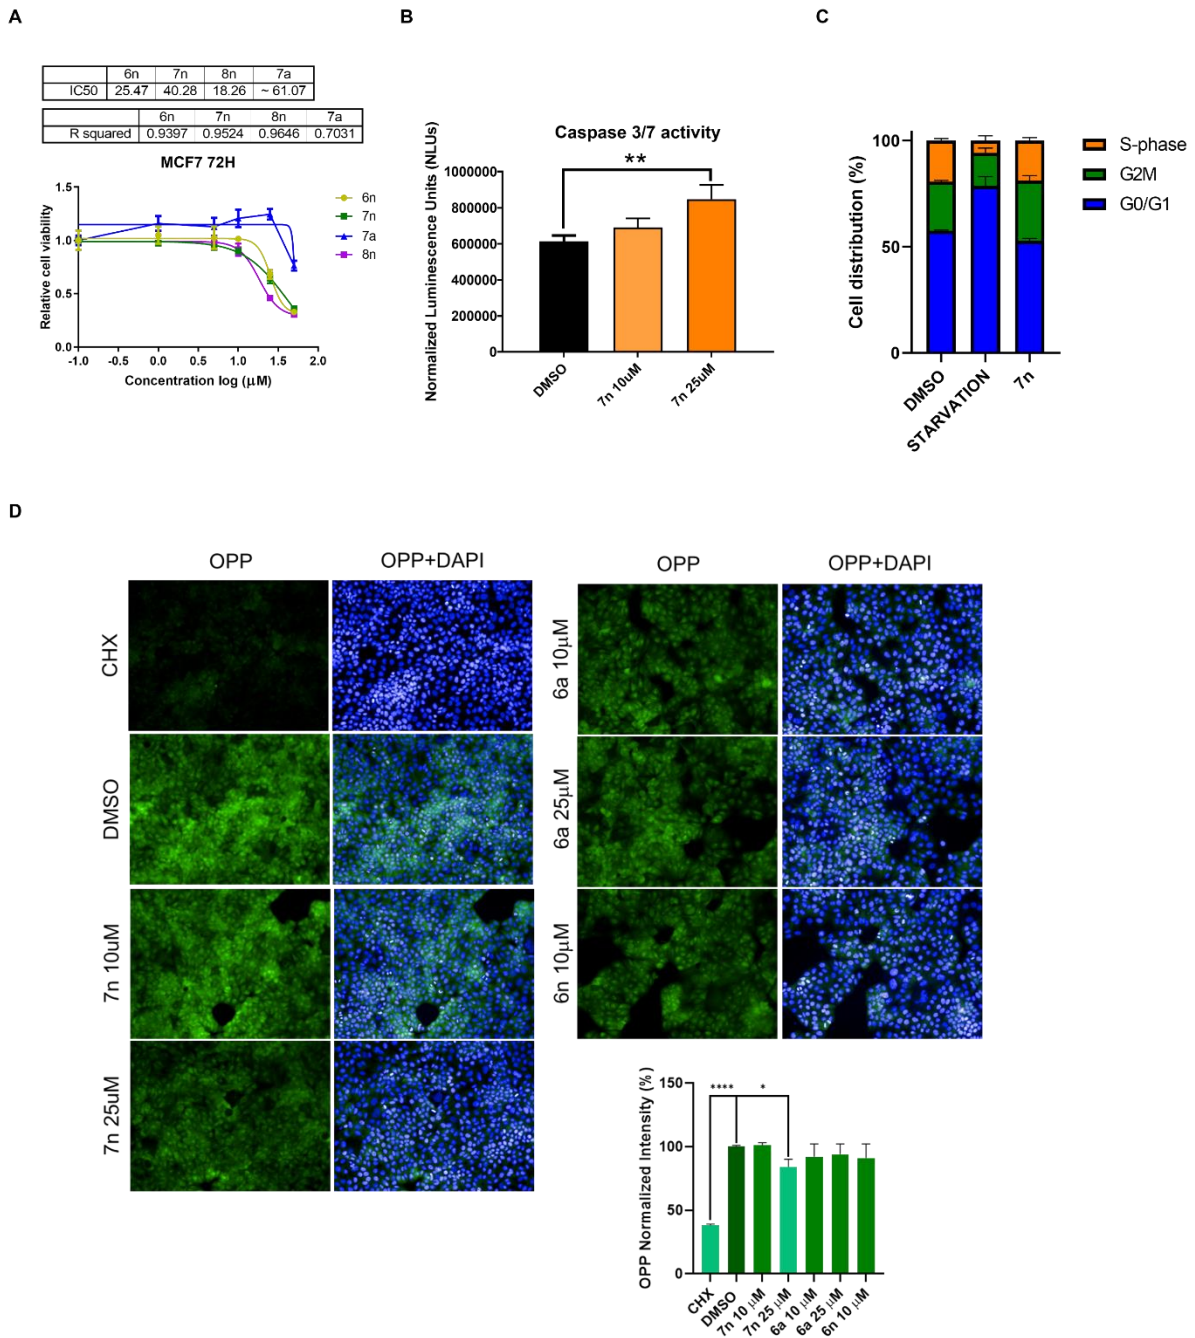 A
6n 7n 8n 7a
IC50 25.47 40.28 18.26 ~ 61.07
6n 7n 8n 7a
R squared 0.9397 0.9524 0.9646 0.7031
MCF7 72H
Relative cell viability
1.5
1.0
0.5
0.0
-1.0 -0.5 0.0 0.5 1.0 1.5 2.0
Concentration log (μM)
6n
7n
7a
8n
B
Caspase 3/7 activity
**
Normalized Luminescence Units (NLUs)
1000000
800000
600000
400000
200000
0
DMSO
7n 10uM
7n 25uM
C
Cell distribution (%)
100
50
0
DMSO
STARVATION
7n
S-phase
G2M
G0/G1
D
OPP OPP+DAPI
CHX
DMSO
7n 10uM
7n 25uM
OPP OPP+DAPI
6a 10μM
6a 25μM
6n 10μM
OPP Normalized Intensity (%)
150
100
50
0
**** *
CHX
DMSO
7n 10 μM
7n 25 μM
6a 10 μM
6a 25 μM
6n 10 μM